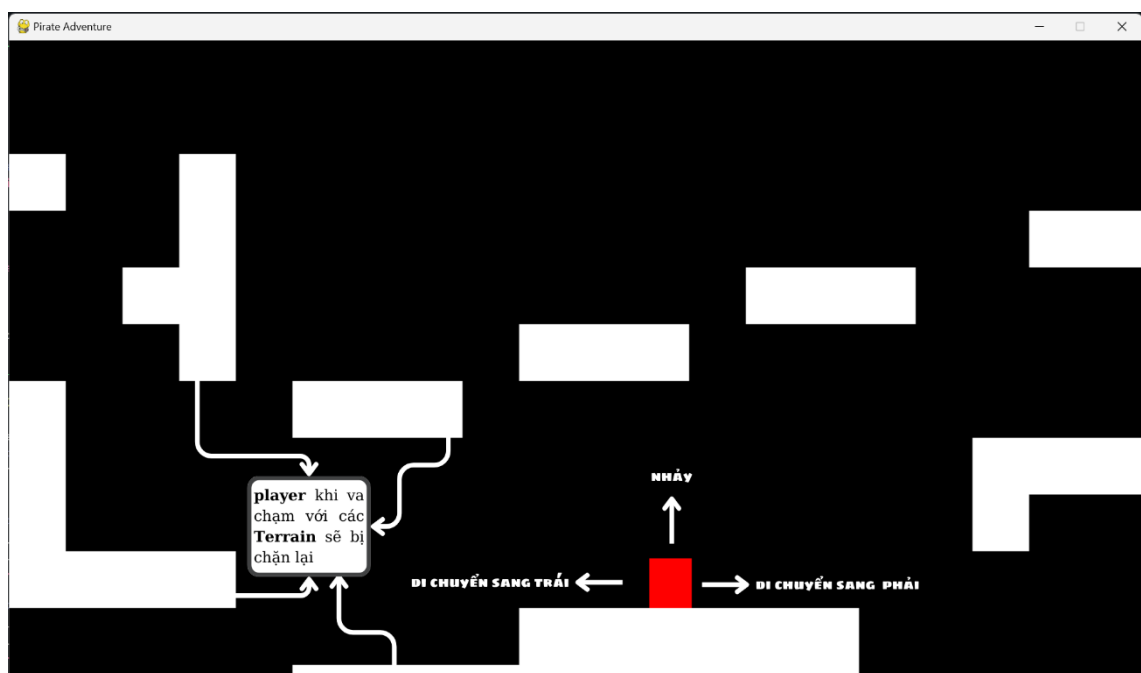 Pirate Adventure
NHẢY
player khi va
chạm với các
Terrain sẽ bị
chặn lại
DI CHUYỂN SANG TRÁI
DI CHUYỂN SANG PHẢI